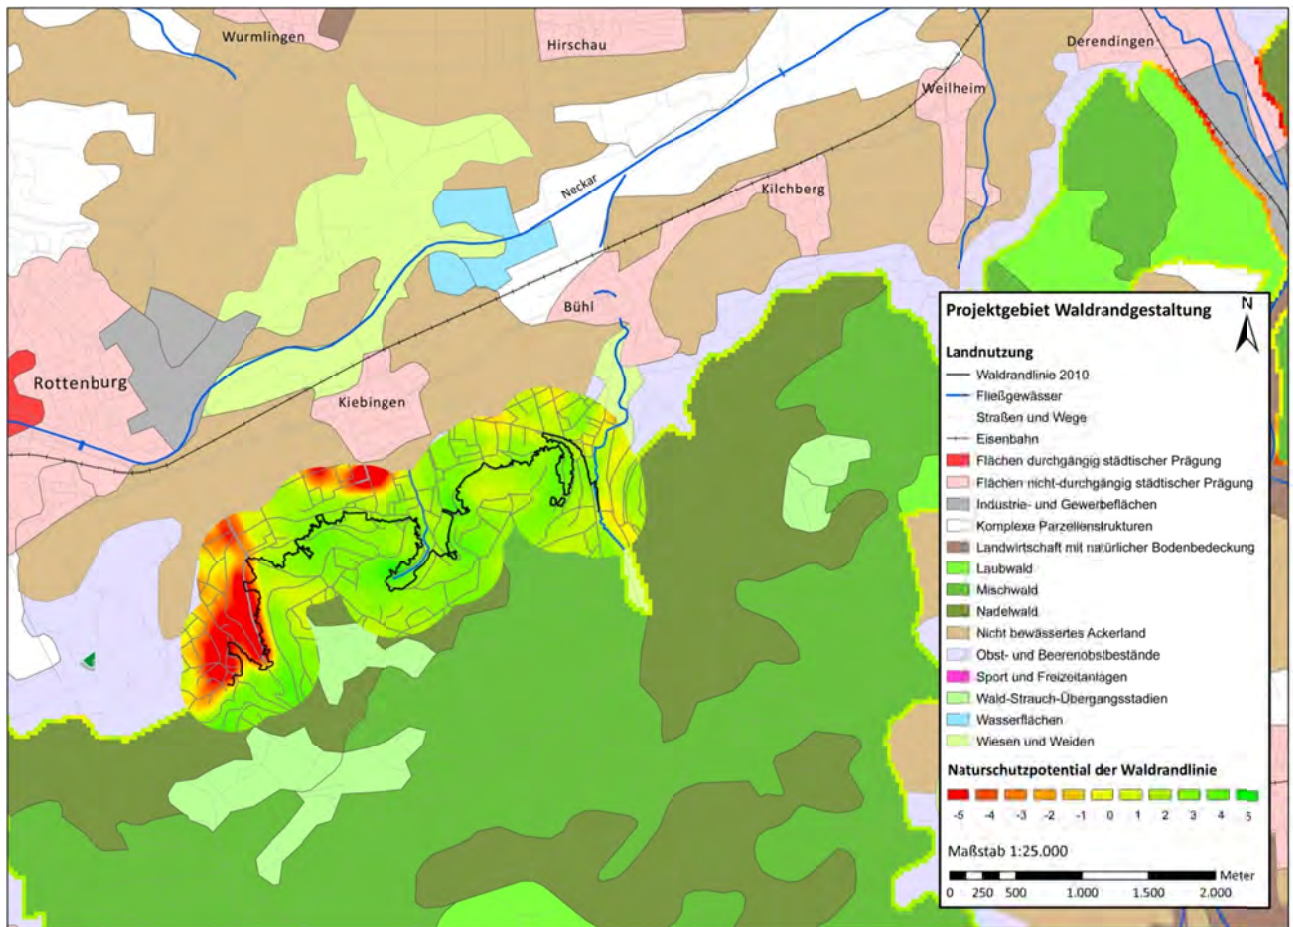 Wurmlingen
Hirschau
Derendingen
Weilheim
Neckar
Kilchberg
Bühl
Rottenburg
Kiebingen
Projektgebiet Waldrandgestaltung
N
Landnutzung
Waldrandlinie 2010
Fließgewässer
Straßen und Wege
Eisenbahn
Flächen durchgängig städtischer Prägung
Flächen nicht-durchgängig städtischer Prägung
Industrie- und Gewerbeflächen
Komplexe Parzellenstrukturen
Landwirtschaft mit natürlicher Bodenbedeckung
Laubwald
Mischwald
Nadelwald
Nicht bewässertes Ackerland
Obst- und Beerenobstbestände
Sport und Freizeitanlagen
Wald-Strauch-Übergangsstadien
Wasserflächen
Wiesen und Weiden
Naturschutzpotential der Waldrandlinie
-5 -4 -3 -2 -1 0 1 2 3 4 5
Maßstab 1:25.000
Meter
0 250 500 1.000 1.500 2.000